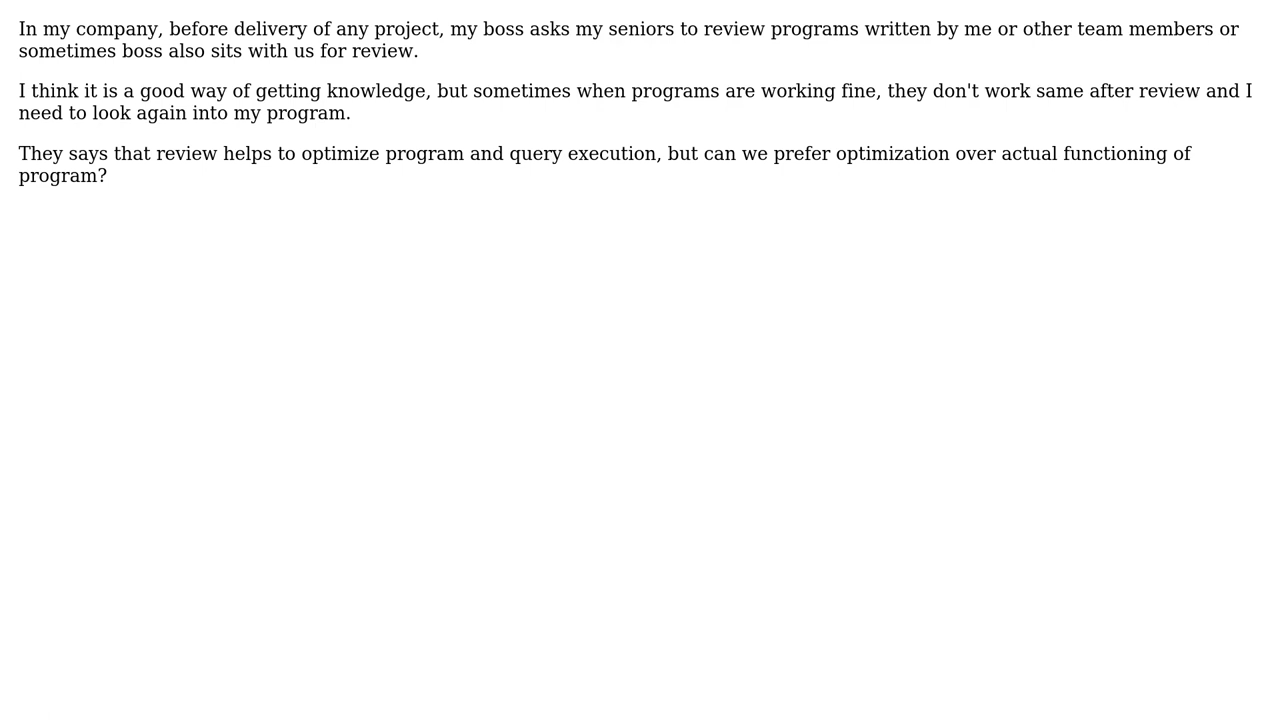 In my company, before delivery of any project, my boss asks my seniors to review programs written by me or other team members or
sometimes boss also sits with us for review.
I think it is a good way of getting knowledge, but sometimes when programs are working fine, they don't work same after review and I
need to look again into my program.
They says that review helps to optimize program and query execution, but can we prefer optimization over actual functioning of
program?